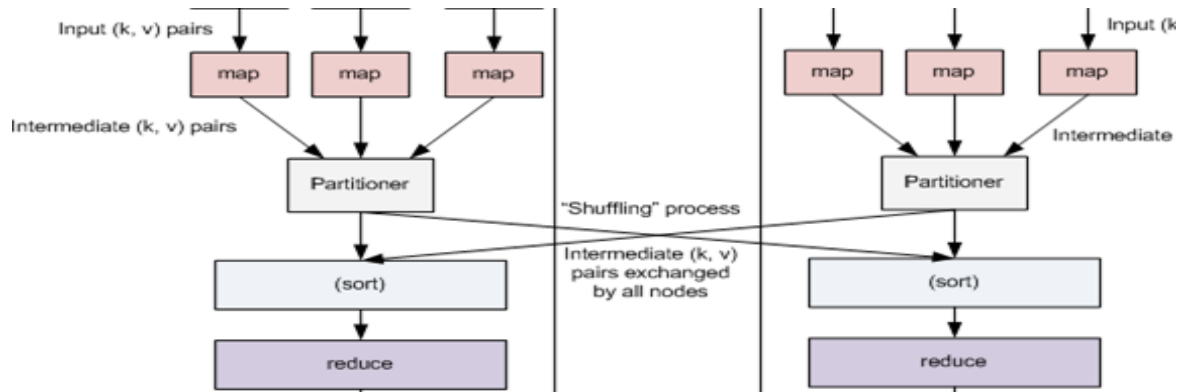 Input (k, v) pairs
Input (k
map
map
map
map
map
map
Intermediate (k, v) pairs
Intermediate
Partitioner
Partitioner
“Shuffling” process
Intermediate (k, v)
pairs exchanged
by all nodes
(sort)
(sort)
reduce
reduce